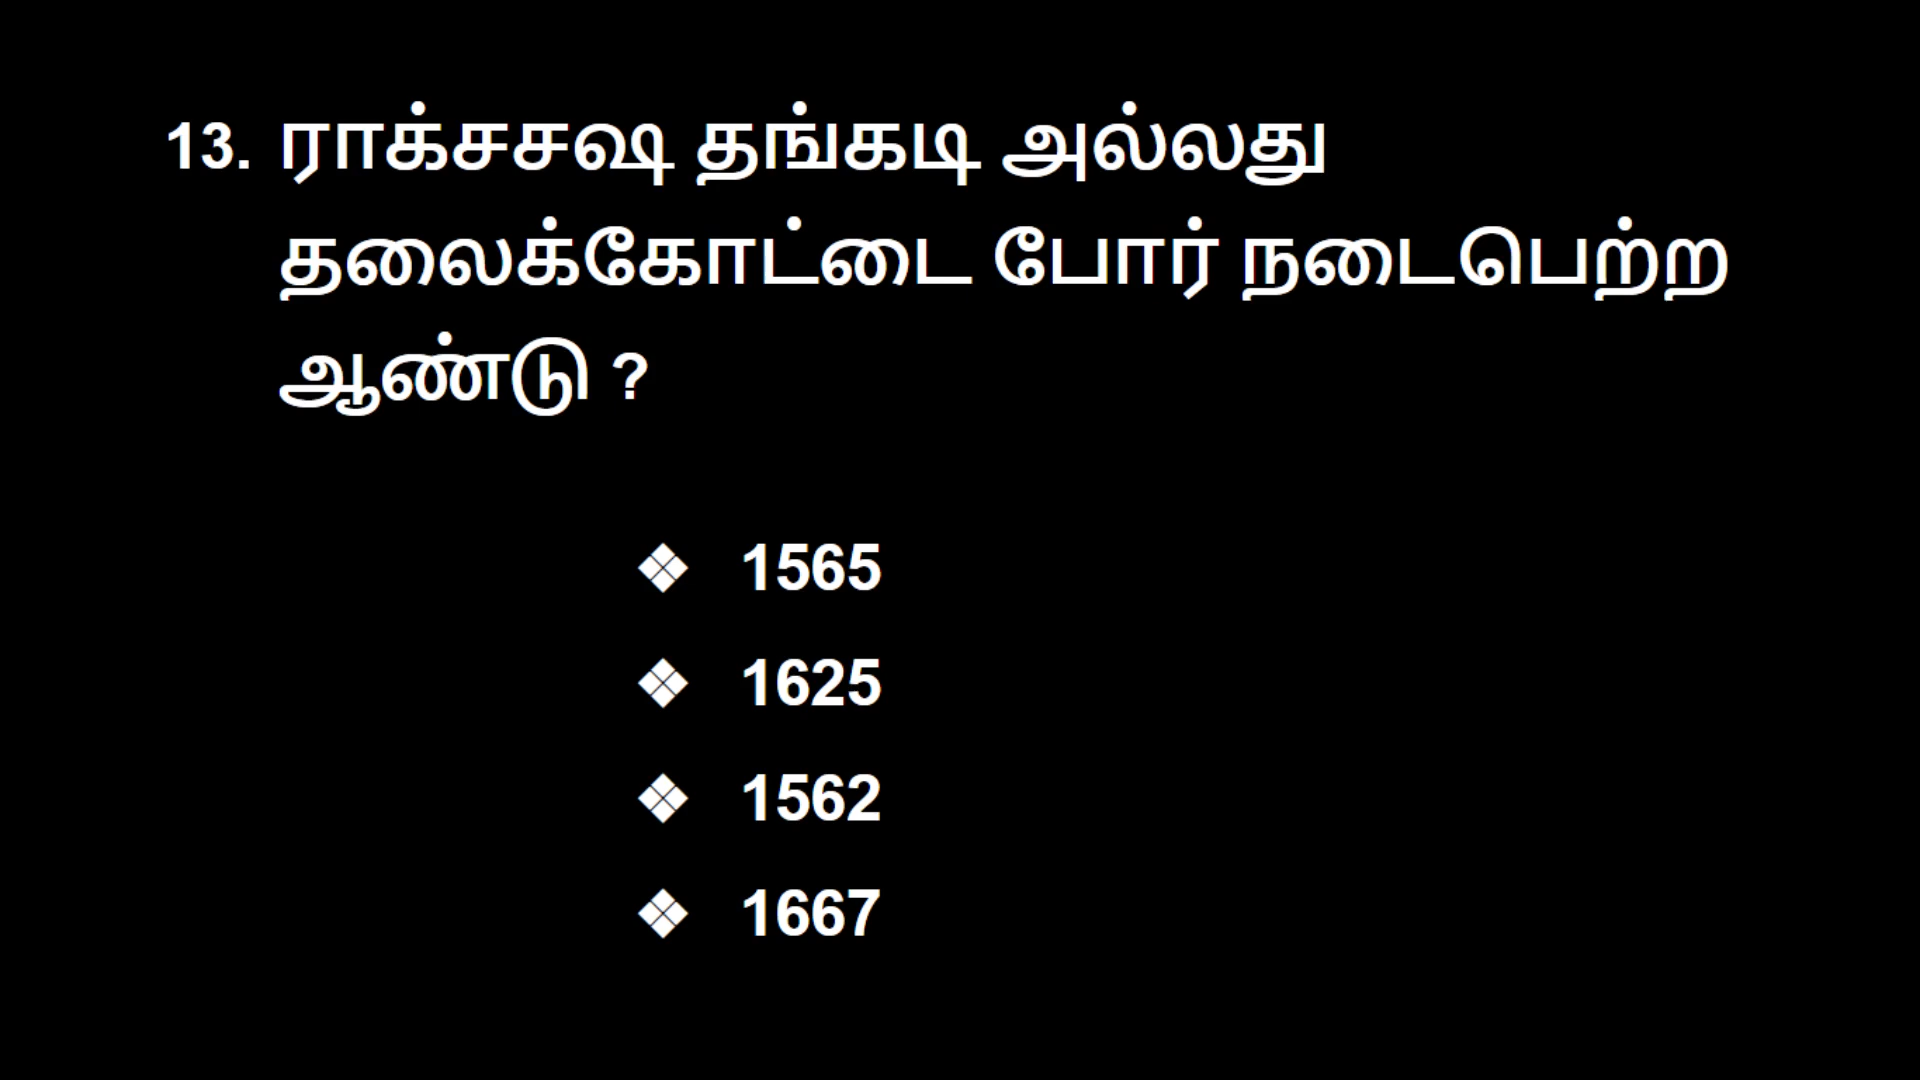 13. ராக்சசஷ தங்கடி அல்லது
தலைக்கோட்டை போர் நடைபெற்ற
ஆண்டு ?
❖ 1565
❖ 1625
❖ 1562
❖ 1667